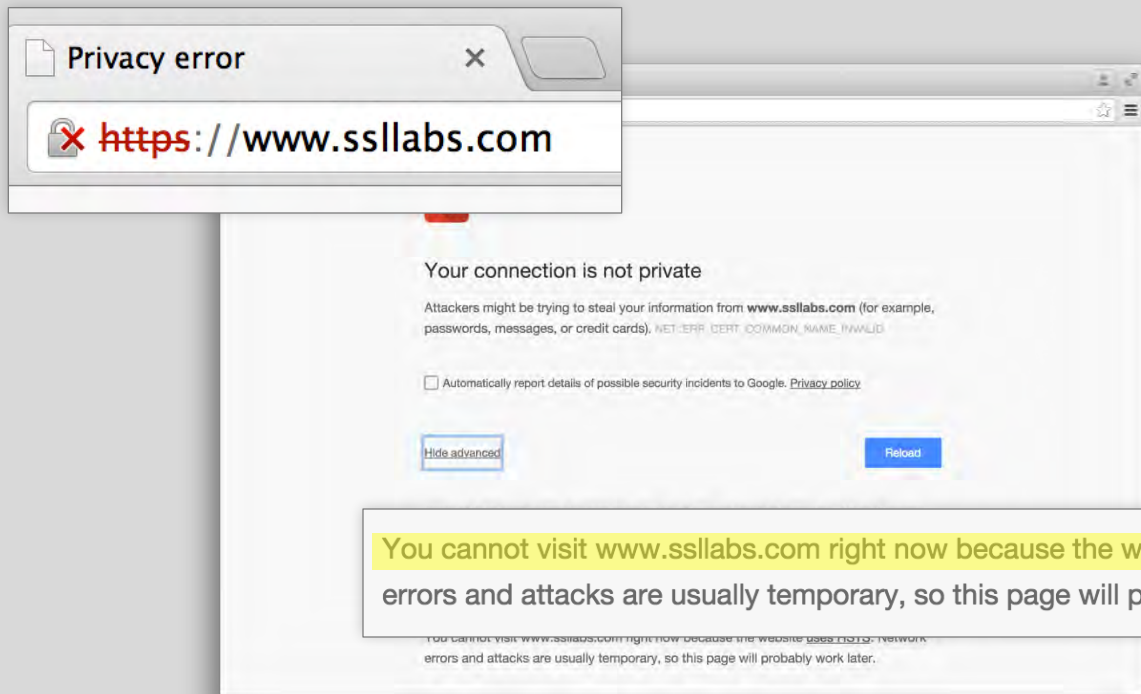 Privacy error
https://www.ssllabs.com
Your connection is not private
Attackers might be trying to steal your information from www.ssllabs.com (for example,
passwords, messages, or credit cards). NET::ERR_CERT_COMMON_NAME_INVALID
Automatically report details of possible security incidents to Google. Privacy policy
Hide advanced
Reload
You cannot visit www.ssllabs.com right now because the w
errors and attacks are usually temporary, so this page will p
You cannot visit www.ssllabs.com right now because the website uses HSTS. Network
errors and attacks are usually temporary, so this page will probably work later.